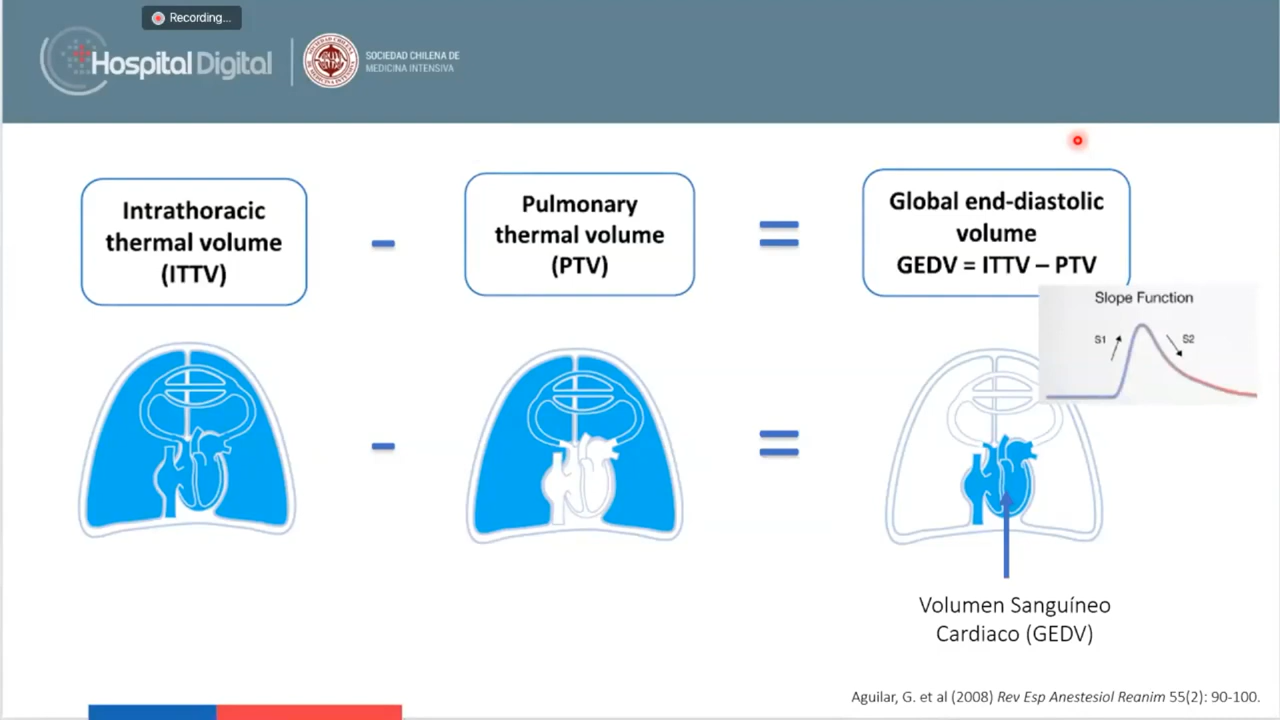 Recording...
Hospital Digital
SOCIEDAD CHILENA DE
MEDICINA INTENSIVA
Intrathoracic
thermal volume
(ITTV)
-
Pulmonary
thermal volume
(PTV)
=
Global end-diastolic
volume
GEDV = ITTV – PTV
Slope Function
S1
S2
-
=
Volumen Sanguíneo
Cardiaco (GEDV)
Aguilar, G. et al (2008) Rev Esp Anestesiol Reanim 55(2): 90-100.